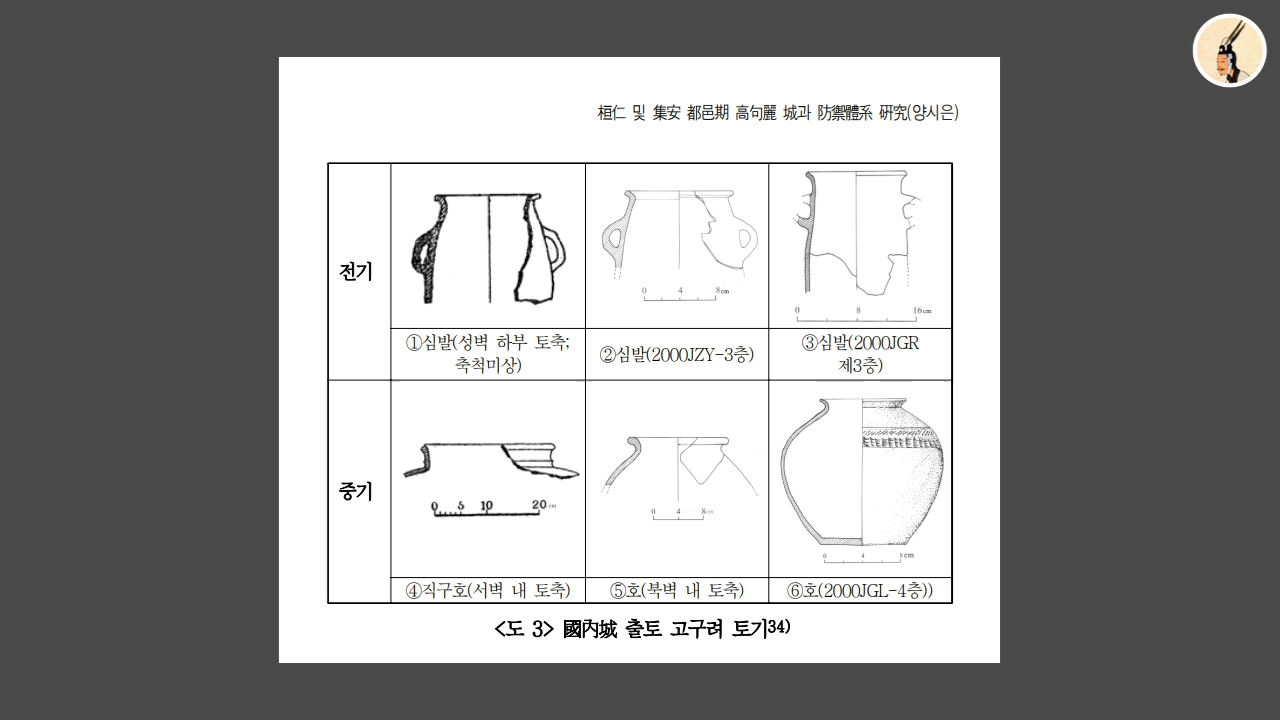 桓仁 및 集安 都邑期 高句麗 城과 防禦體系 硏究(양시은)
전기
0 4 8cm
0 8 16cm
①심발(성벽 하부 토축;
축척미상)
②심발(2000JZY-3층)
③심발(2000JGR
제3층)
중기
0 5 10 20cm
0 4 8cm
0 4 8cm
④직구호(서벽 내 토축)
⑤호(북벽 내 토축)
⑥호(2000JGL-4층))
<도 3> 國內城 출토 고구려 토기34)